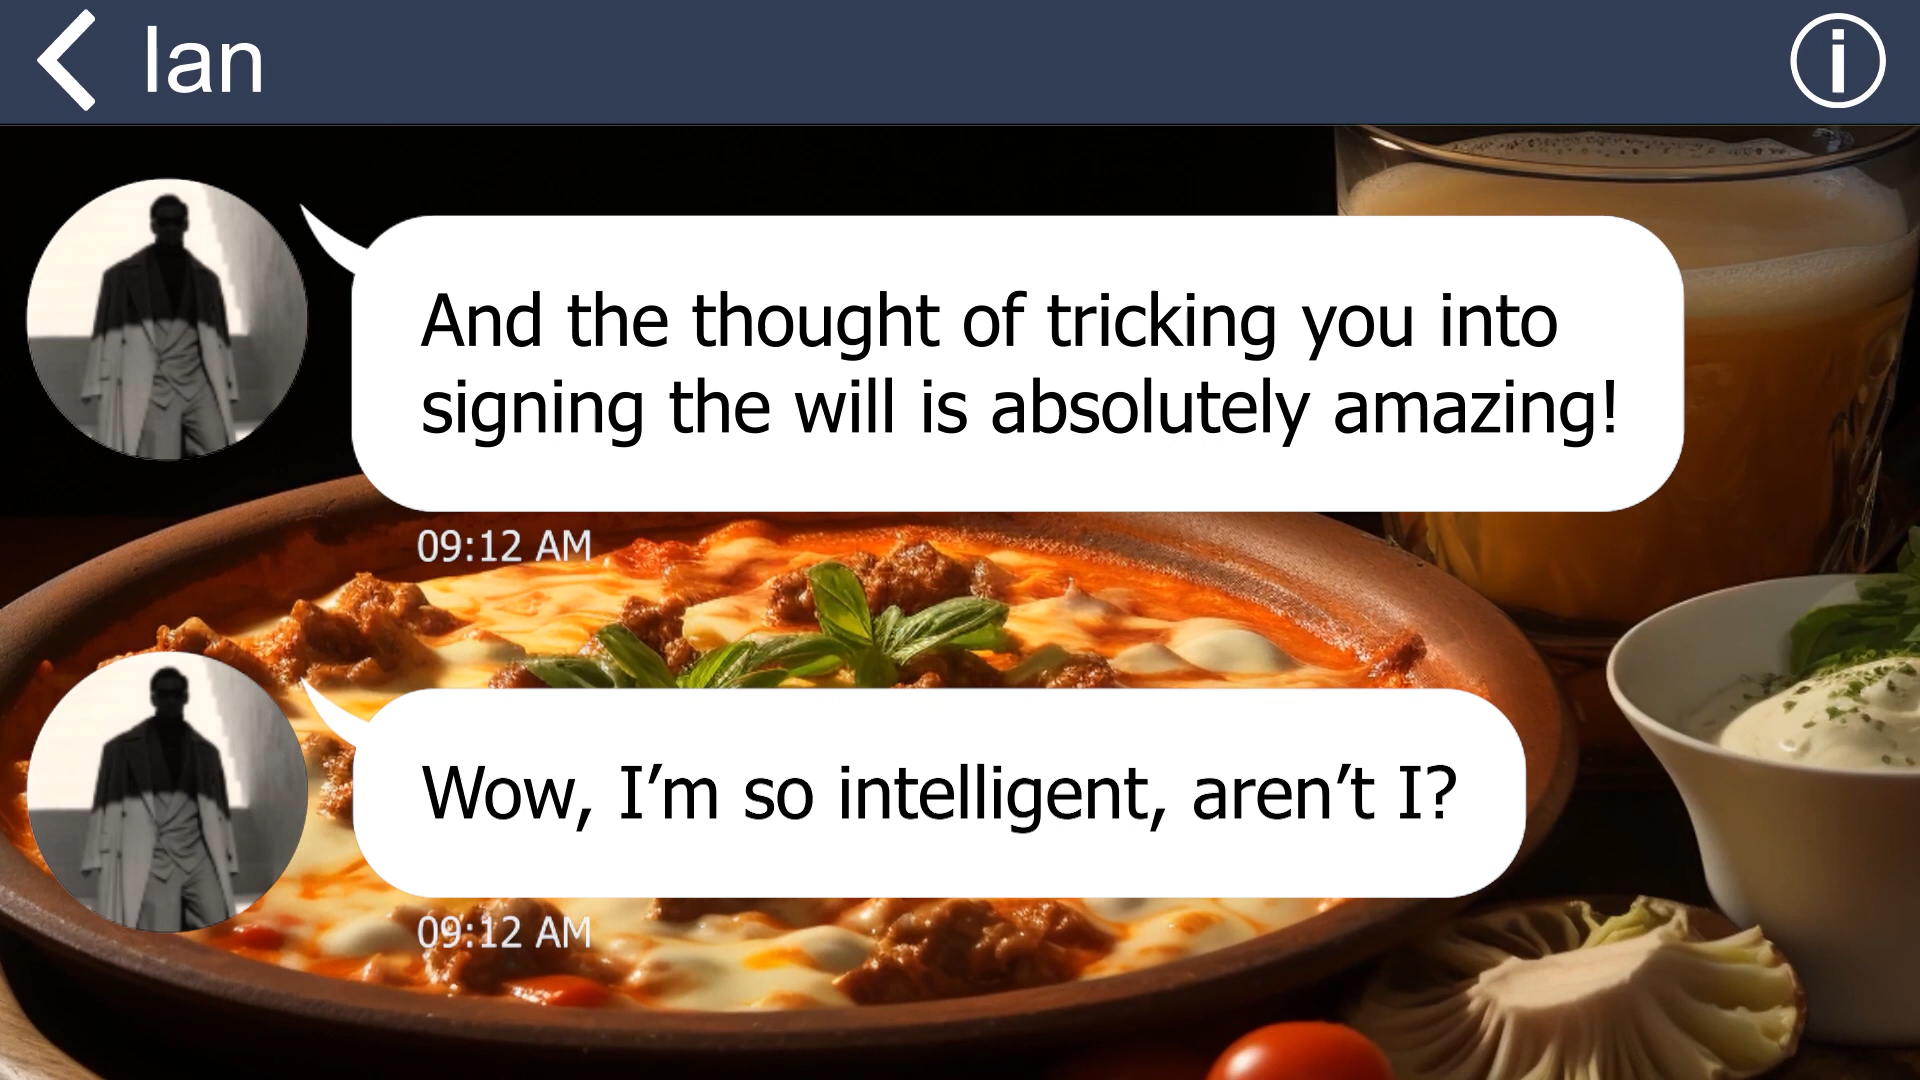 Ian
And the thought of tricking you into
signing the will is absolutely amazing!
09:12 AM
Wow, I’m so intelligent, aren’t I?
09:12 AM